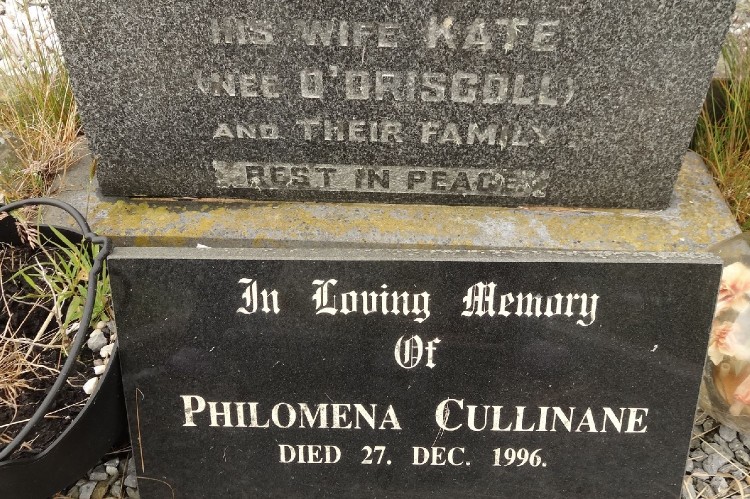 HIS WIFE KATE
(NEE O'DRISCOLL)
AND THEIR FAMILY
REST IN PEACE
In Loving Memory
Of
PHILOMENA CULLINANE
DIED 27. DEC. 1996.